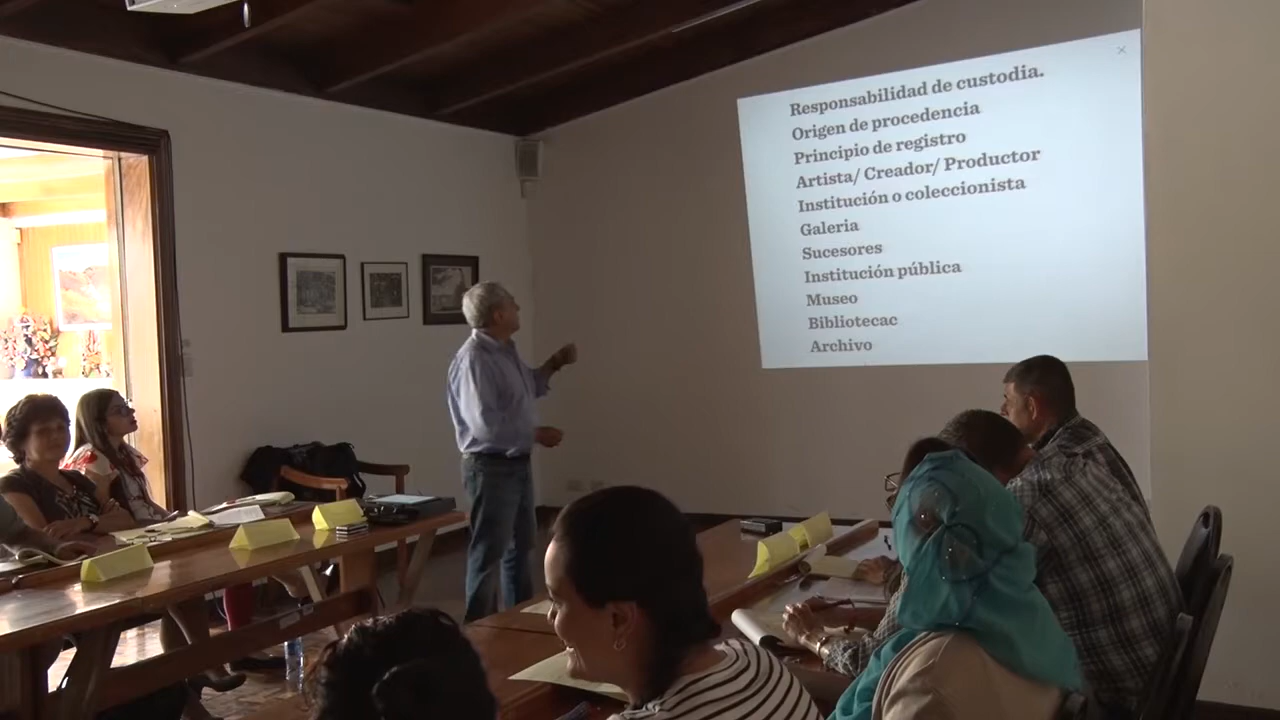 Responsabilidad de custodia.
Origen de procedencia
Principio de registro
Artista/ Creador/ Productor
Institución o coleccionista
Galeria
Sucesores
Institución pública
Museo
Bibliotecac
Archivo